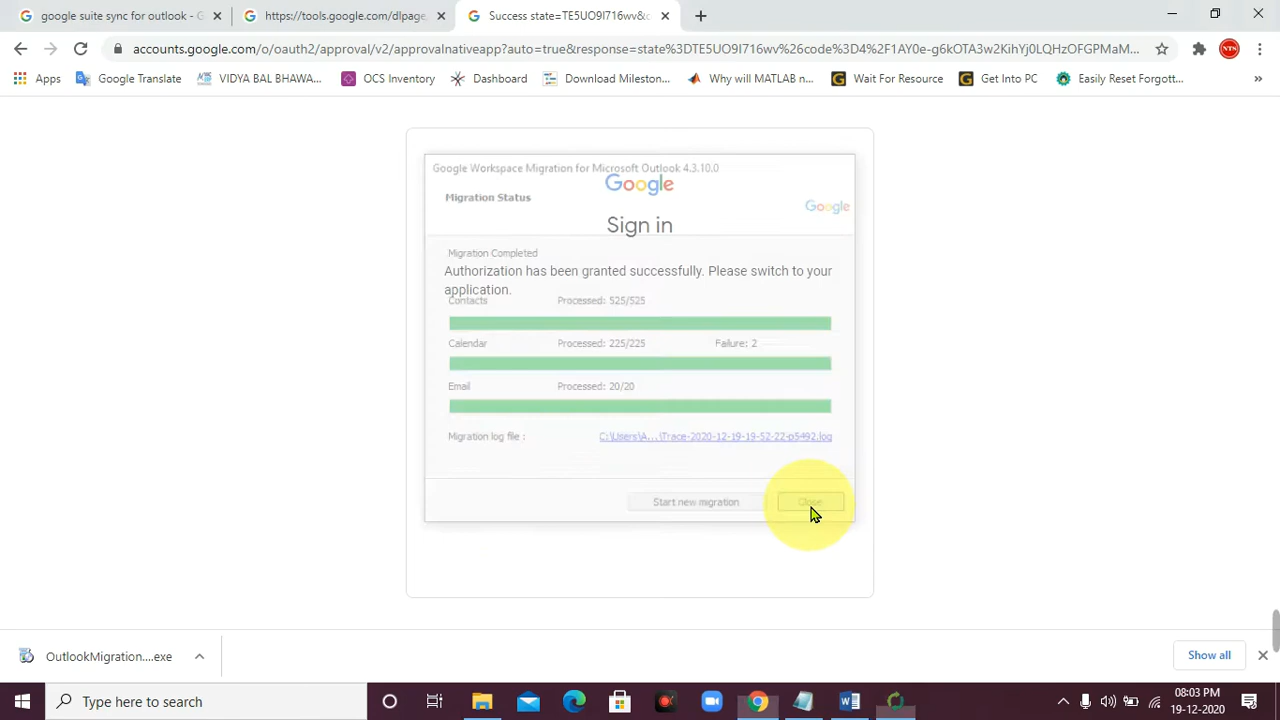 google suite sync for outlook - G
https://tools.google.com/dlpage
Success state=TE5UO9I716wv&c
accounts.google.com/o/oauth2/approval/v2/approvalnativeapp?auto=true&response=state%3DTE5UO9I716wv%26code%3D4%2F1AY0e-g6kOTA3w2KihYj0LQHzOFGPMaM...
NTS
Apps
Google Translate
VIDYA BAL BHAWA...
OCS Inventory
Dashboard
Download Mileston...
Why will MATLAB n...
Wait For Resource
Get Into PC
Easily Reset Forgott...
Google Workspace Migration for Microsoft Outlook 4.3.10.0
Google
Migration Status
Google
Sign in
Migration Completed
Authorization has been granted successfully. Please switch to your
application.
Contacts Processed: 525/525
Calendar Processed: 225/225 Failure: 2
Email Processed: 20/20
Migration log file : C:\Users\A...\Trace-2020-12-19-19-52-22-p5492.log
Start new migration
Close
OutlookMigration....exe
Show all
Type here to search
08:03 PM
19-12-2020